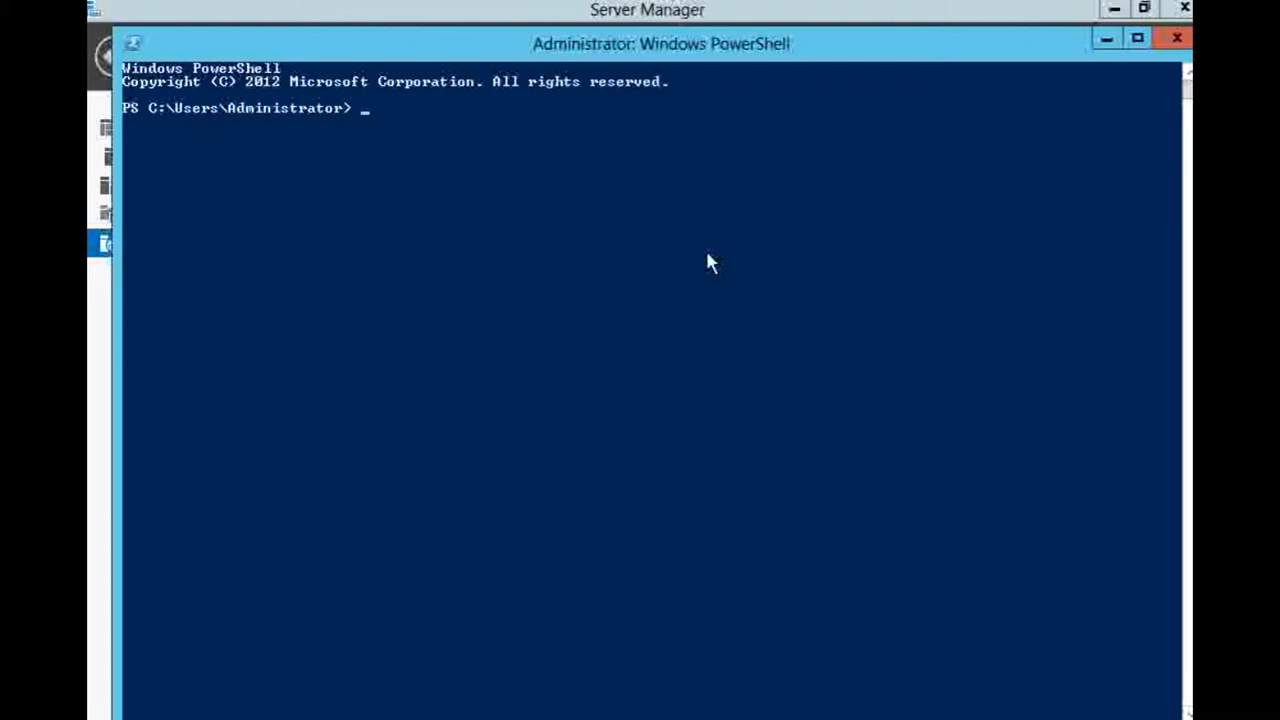 Server Manager
Administrator: Windows PowerShell
Windows PowerShell
Copyright (C) 2012 Microsoft Corporation. All rights reserved.
PS C:\Users\Administrator> _